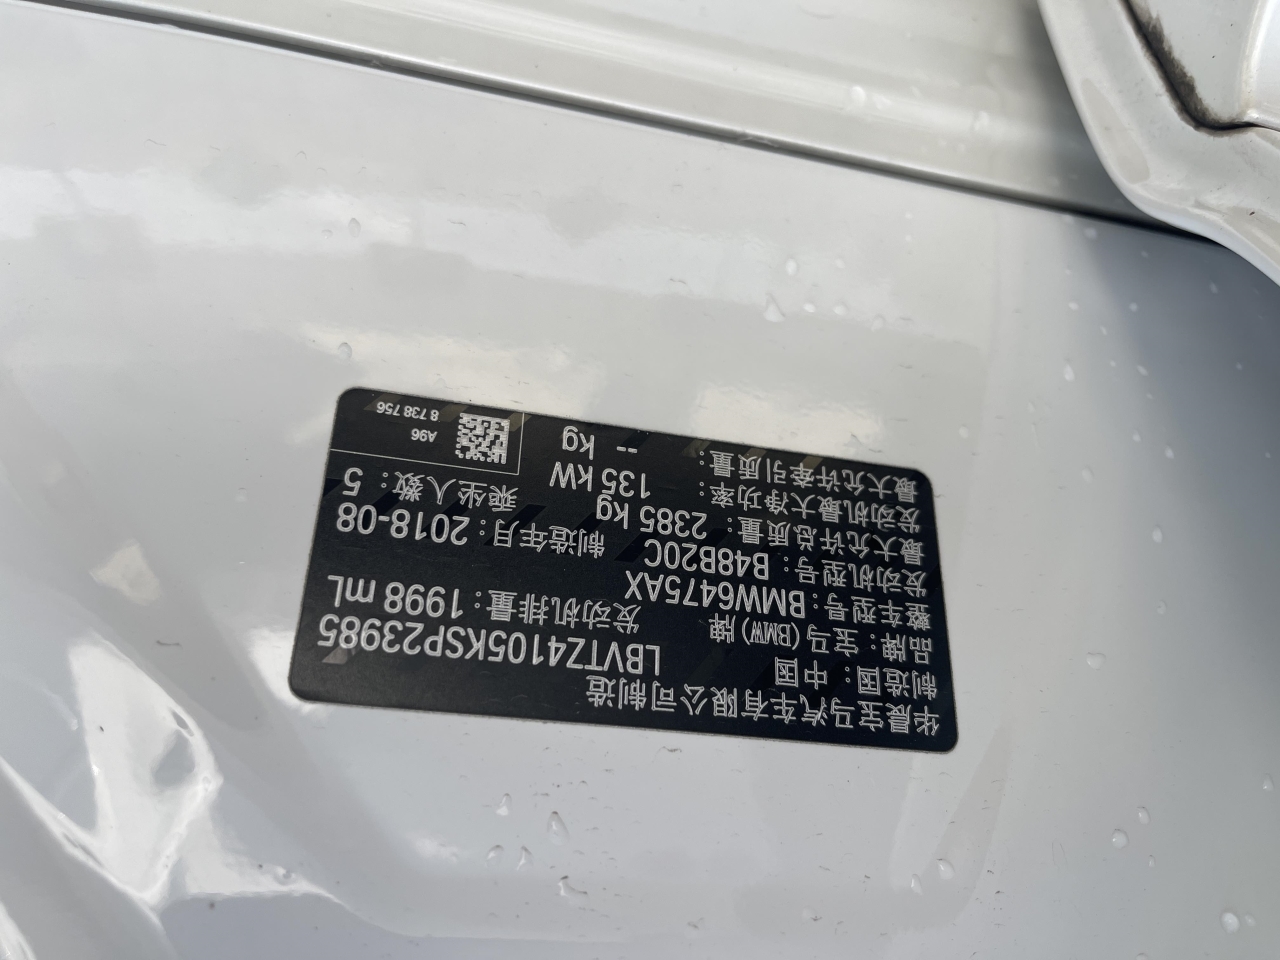 华晨宝马汽车有限公司制造
制造国：中国 LBVTZ4105KSP23985
品牌：宝马(BMW)牌
整车型号：BMW6475AX 发动机排量：1998 mL
发动机型号：B48B20C 制造年月：2018-08
最大允许总质量：2385 kg 乘坐人数：5
发动机最大净功率：135 kW
最大允许牵引质量：-- kg
A96
8 738 756